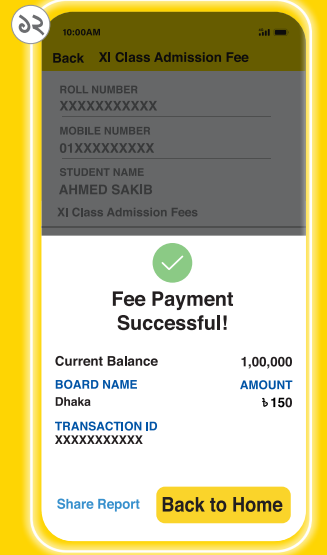 ১২
10:00AM
Back XI Class Admission Fee
ROLL NUMBER
XXXXXXXXXXX
MOBILE NUMBER
01XXXXXXXXX
STUDENT NAME
AHMED SAKIB
XI Class Admission Fees
Fee Payment
Successful!
Current Balance 1,00,000
BOARD NAME AMOUNT
Dhaka ৳ 150
TRANSACTION ID
XXXXXXXXXXX
Share Report Back to Home